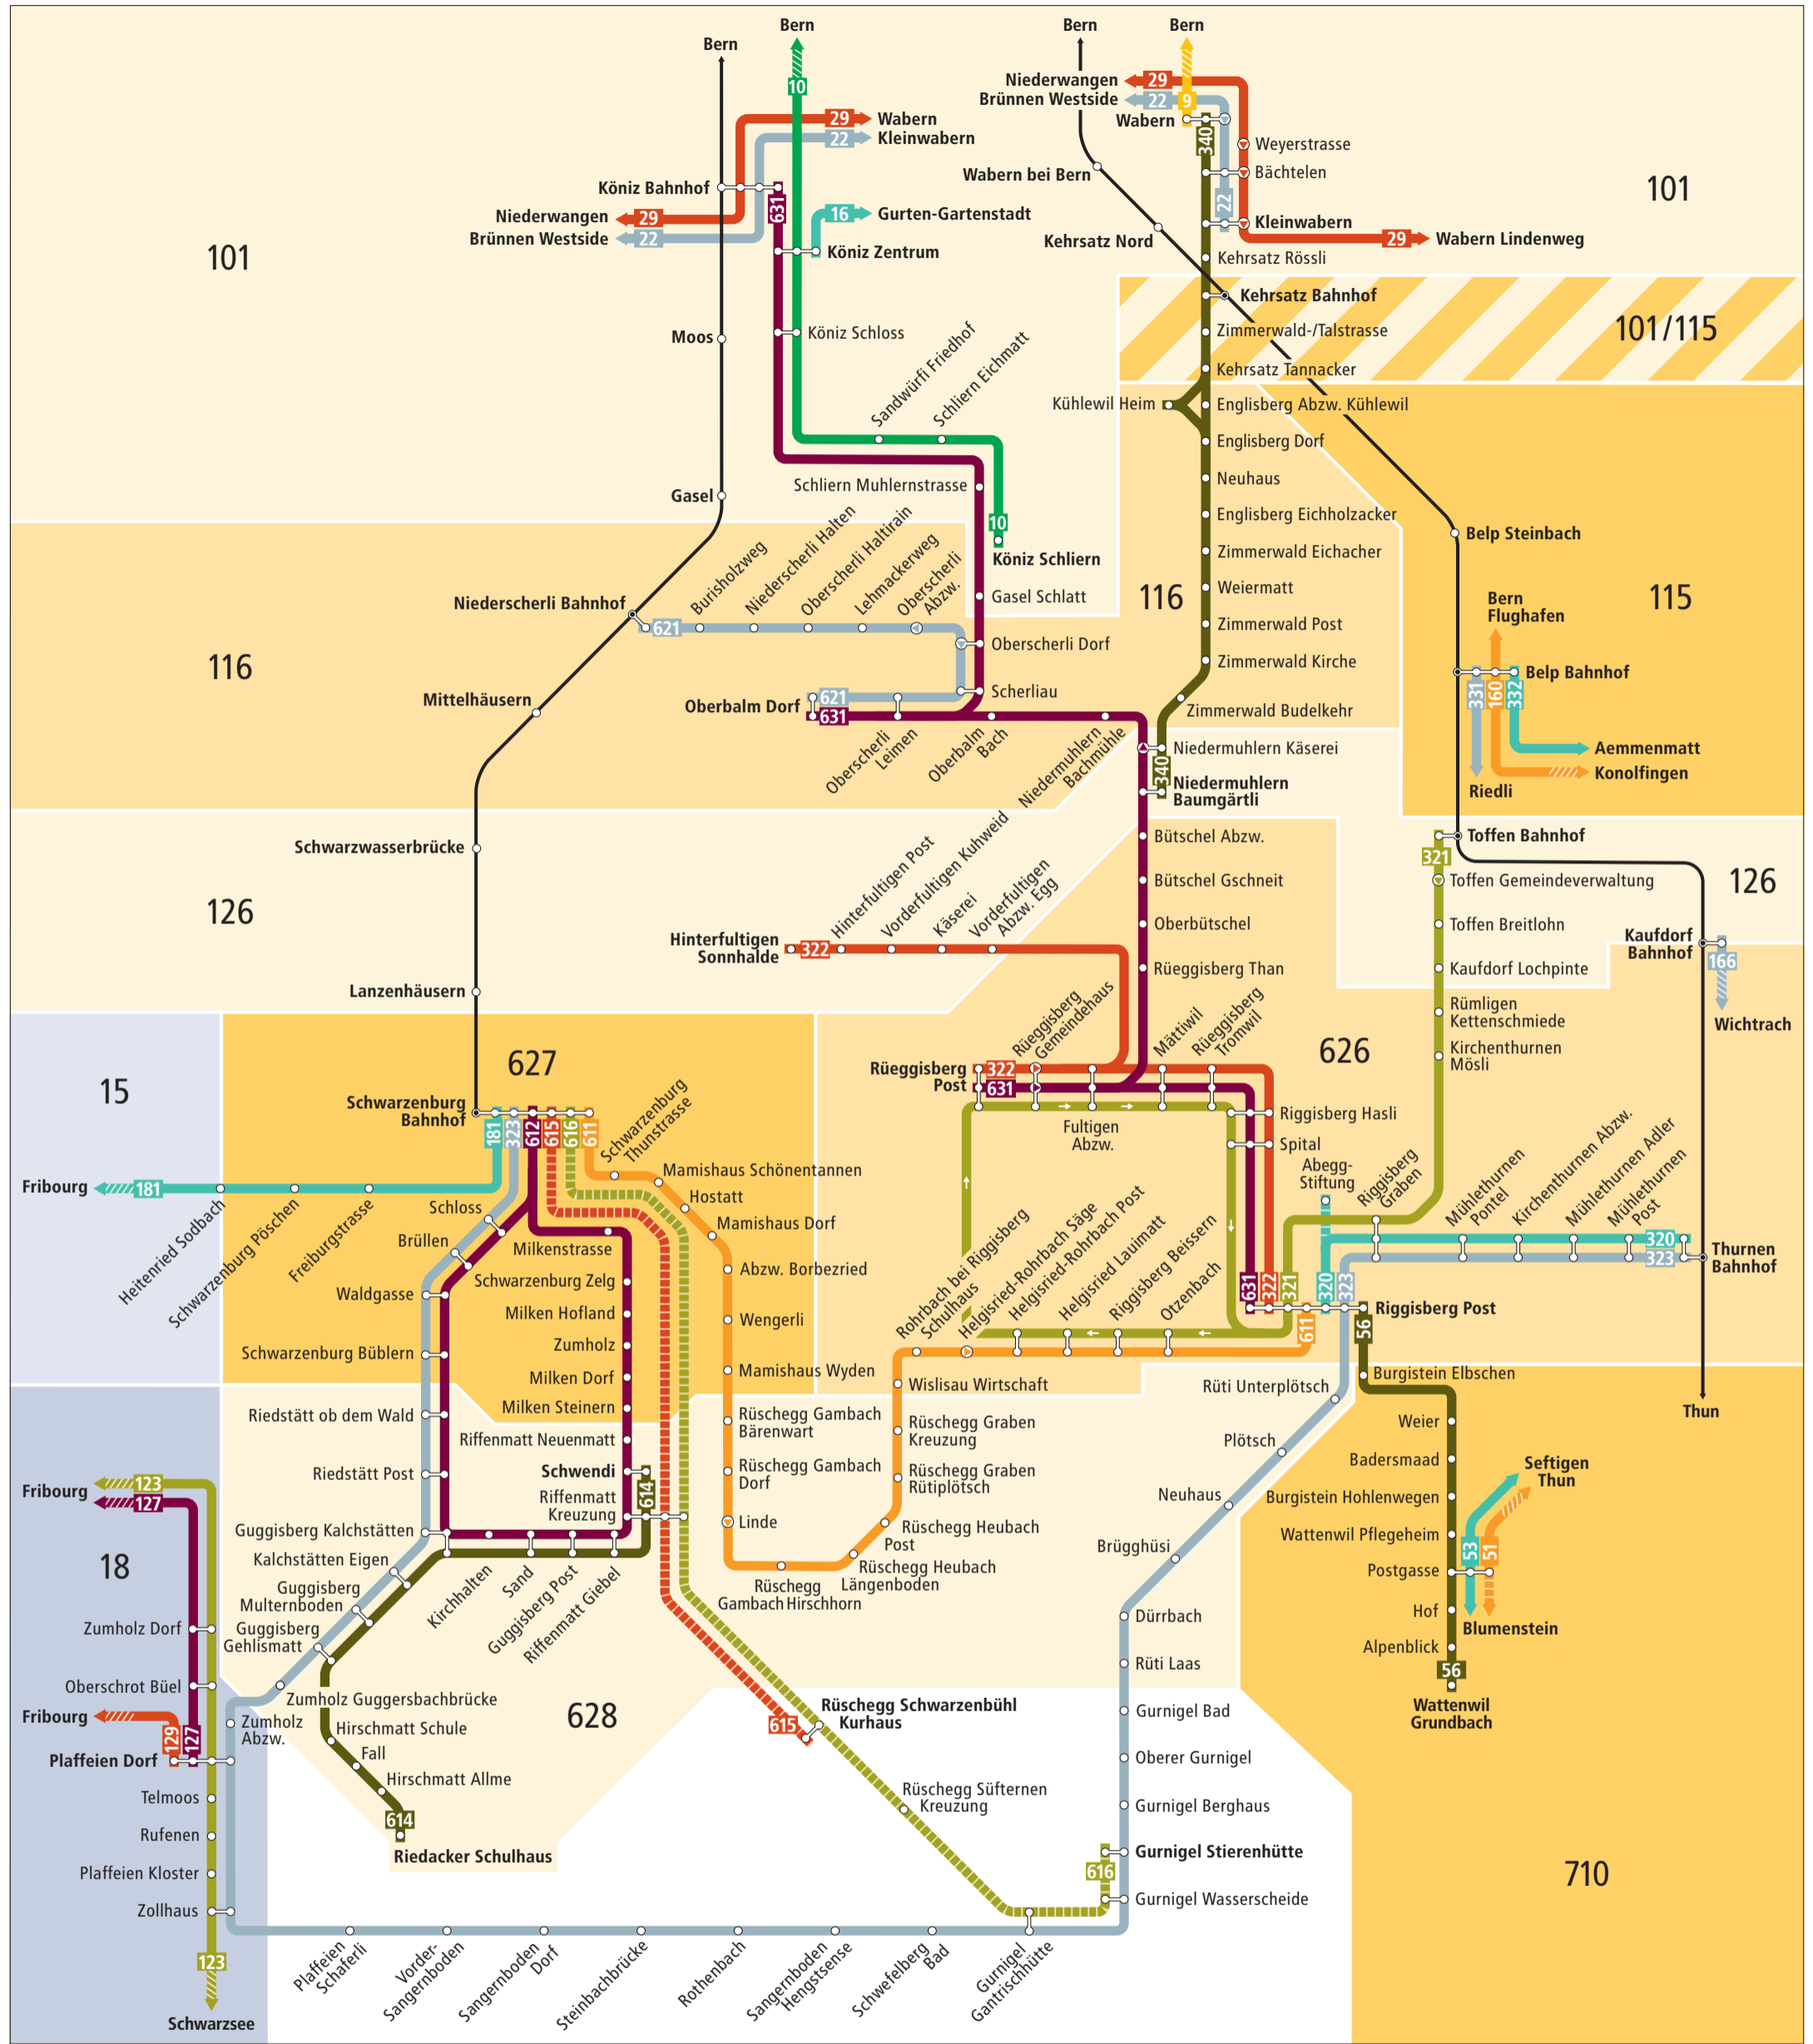 Bern
Bern
Bern
Bern
10
Niederwangen
29
Brünnen Westside
22
9
Wabern
340
29
Wabern
22
Kleinwabern
Weyerstrasse
Bächtelen
Wabern bei Bern
101
Köniz Bahnhof
631
22
Niederwangen
29
16
Gurten-Gartenstadt
Kleinwabern
Brünnen Westside
22
Kehrsatz Nord
29
Wabern Lindenweg
101
Köniz Zentrum
Kehrsatz Rössli
Kehrsatz Bahnhof
Köniz Schloss
Zimmerwald-/Talstrasse
101/115
Moos
Sandwürfi Friedhof
Schliern Eichmatt
Kehrsatz Tannacker
Kühlewil Heim
Englisberg Abzw. Kühlewil
Englisberg Dorf
Schliern Muhlernstrasse
Neuhaus
Gasel
Englisberg Eichholzacker
10
Köniz Schliern
Zimmerwald Eichacher
Belp Steinbach
Burisholzweg
Niederscherli Halten
Oberscherli Haltirain
Lehmackerweg
Oberscherli
Abzw.
Niederscherli Bahnhof
621
Gasel Schlatt
116
Weiermatt
115
Bern
Flughafen
Zimmerwald Post
Oberscherli Dorf
116
Zimmerwald Kirche
Belp Bahnhof
331
160
332
Scherliau
Mittelhäusern
Oberbalm Dorf
621
631
Zimmerwald Budelkehr
Oberscherli
Leimen
Oberbalm
Bach
Niedermuhlern
Bachmühle
Niedermuhlern Käserei
340
Niedermuhlern
Baumgärtli
Aemmenmatt
Konolfingen
Riedli
Schwarzwasserbrücke
Bütschel Abzw.
Toffen Bahnhof
321
126
Bütschel Gschneit
Toffen Gemeindeverwaltung
126
Hinterfultigen Post
Vorderfultigen Kuhweid
Käserei
Vorderfultigen
Abzw. Egg
Oberbütschel
Toffen Breitlohn
Hinterfultigen
Sonnhalde
322
Kaufdorf
Bahnhof
166
Rüeggisberg Than
Kaufdorf Lochpinte
Lanzenhäusern
Rümligen
Kettenschmiede
Wichtrach
15
627
Rüeggisberg
Gemeindehaus
Mättiwil
Rüeggisberg
Tromwil
626
Kirchenthurnen
Mösli
Rüeggisberg
Post
322
631
Schwarzenburg
Bahnhof
181
323
612
615
616
611
Schwarzenburg
Thunstrasse
Fultigen
Abzw.
Riggisberg Hasli
Spital
Fribourg
181
Mamishaus Schönentannen
Abegg-
Stiftung
Riggisberg
Graben
Mühlethurnen
Pontel
Kirchenthurnen Abzw.
Mühlethurnen Adler
Mühlethurnen
Post
Hostatt
Heitenried Sodbach
Schwarzenburg Pöschen
Freiburgstrasse
Schloss
Mamishaus Dorf
Brüllen
Milkenstrasse
320
323
Thurnen
Bahnhof
Abzw. Borbezried
Schwarzenburg Zelg
Waldgasse
Rohrbach bei Riggisberg
Schulhaus
Helgisried-Rohrbach Säge
Helgisried-Rohrbach Post
Helgisried Lauimatt
Riggisberg Beissern
Otzenbach
631
322
321
320
323
611
Riggisberg Post
56
Milken Hofland
Wengerli
Zumholz
Schwarzenburg Büblern
Milken Dorf
Mamishaus Wyden
Wislisau Wirtschaft
Burgistein Elbschen
Rüti Unterplötsch
Milken Steinern
Riedstätt ob dem Wald
Rüschegg Gambach
Bärenwart
Rüschegg Graben
Kreuzung
Weier
Thun
Riffenmatt Neuenmatt
Plötsch
Badersmaad
Riedstätt Post
Schwendi
Rüschegg Gambach
Dorf
Rüschegg Graben
Rütiplötsch
Seftigen
Thun
Fribourg
123
127
Riffenmatt
Kreuzung
614
Neuhaus
Burgistein Hohlenwegen
Guggisberg Kalchstätten
Linde
Rüschegg Heubach
Post
Wattenwil Pflegeheim
53
51
Kalchstätten Eigen
Brügghüsi
18
Guggisberg
Multernboden
Kirchhalten
Sand
Guggisberg Post
Riffenmatt Giebel
Rüschegg Heubach
Längenboden
Rüschegg
Gambach Hirschhorn
Postgasse
Hof
Zumholz Dorf
Guggisberg
Gehlismatt
Dürrbach
Blumenstein
Alpenblick
Rüti Laas
56
Oberschrot Büel
Zumholz Guggersbachbrücke
Wattenwil
Grundbach
Fribourg
129
127
Zumholz
Abzw.
Hirschmatt Schule
628
615
Rüschegg Schwarzenbühl
Kurhaus
Gurnigel Bad
Plaffeien Dorf
Fall
Oberer Gurnigel
Hirschmatt Allme
Telmoos
Rüschegg Süfternen
Kreuzung
Gurnigel Berghaus
614
Rufenen
Riedacker Schulhaus
Gurnigel Stierenhütte
616
Plaffeien Kloster
710
Zollhaus
Gurnigel Wasserscheide
Plaffeien
Schäferli
Vorder-
Sangernboden
Sangernboden
Dorf
Steinbachbrücke
Rothenbach
Sangernboden
Hengstsense
Schwefelberg
Bad
Gurnigel
Gantrischhütte
123
Schwarzsee